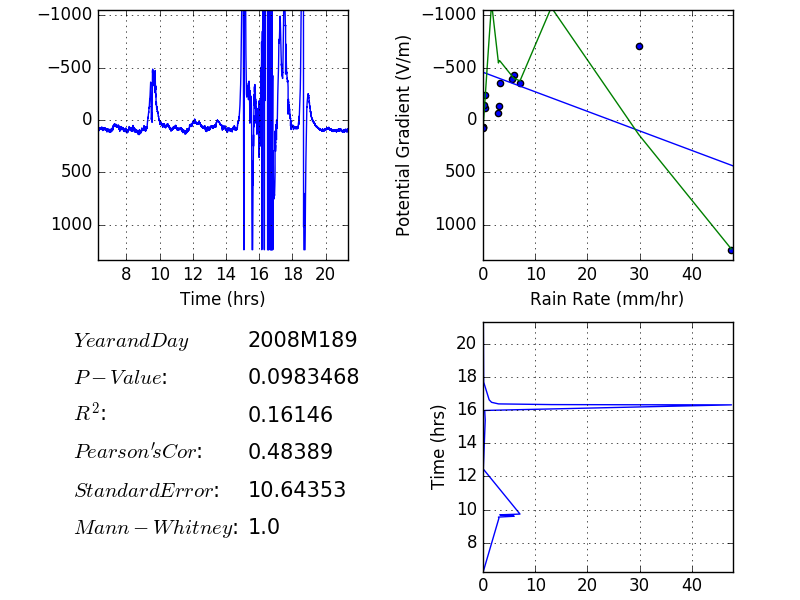 −1000
−500
0
500
1000
8 10 12 14 16 18 20
Time (hrs)
Potential Gradient (V/m)
−1000
−500
0
500
1000
0 10 20 30 40
Rain Rate (mm/hr)
YearandDay 2008M189
P−Value: 0.0983468
R²: 0.16146
Pearson'sCor: 0.48389
StandardError: 10.64353
Mann−Whitney: 1.0
Time (hrs)
20
18
16
14
12
10
8
0 10 20 30 40